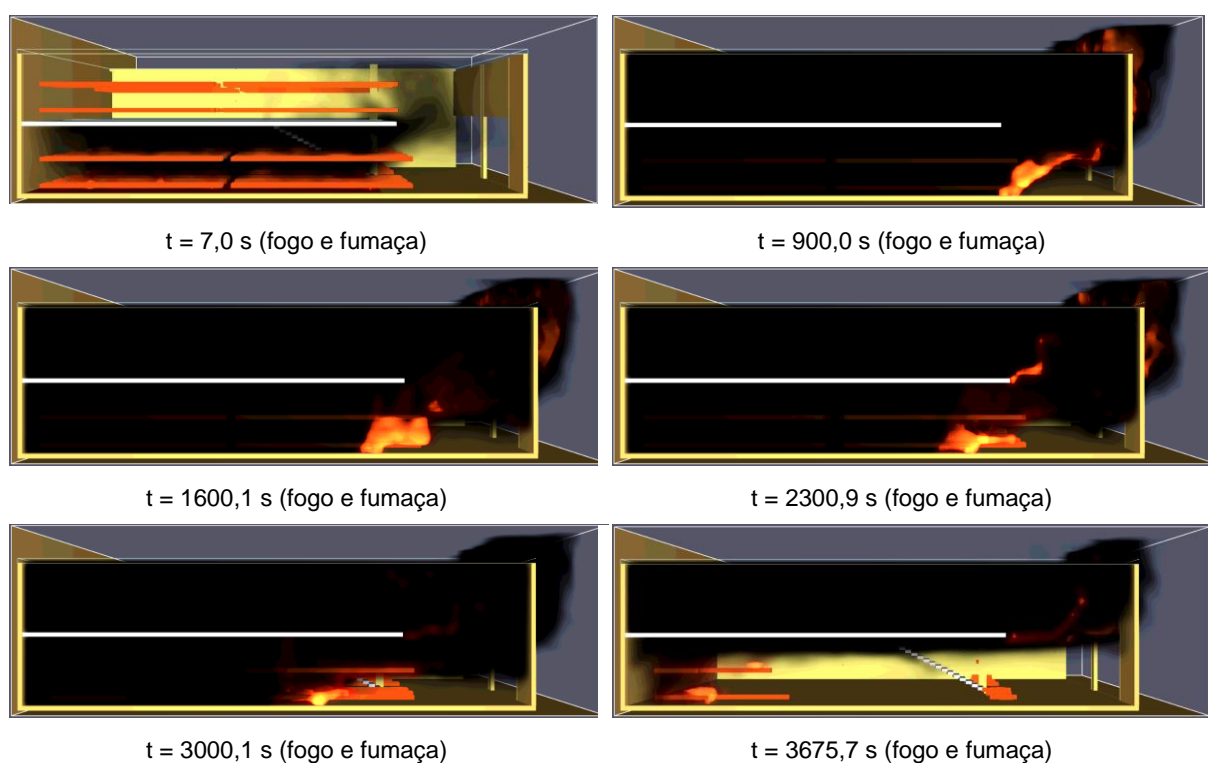 t = 7,0 s (fogo e fumaça)
t = 900,0 s (fogo e fumaça)
t = 1600,1 s (fogo e fumaça)
t = 2300,9 s (fogo e fumaça)
t = 3000,1 s (fogo e fumaça)
t = 3675,7 s (fogo e fumaça)